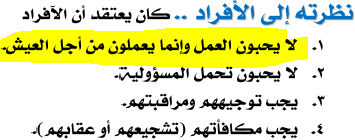 نظرته إلى الأفراد .. كان يعتقد أن الأفراد
١. لا يحبون العمل وانما يعملون من أجل العيش.
٢. لا يحبون تحمل المسؤولية.
٣. يجب توجيههم ومراقبتهم.
٤. يجب مكافأتهم (تشجيعهم أو عقابهم).